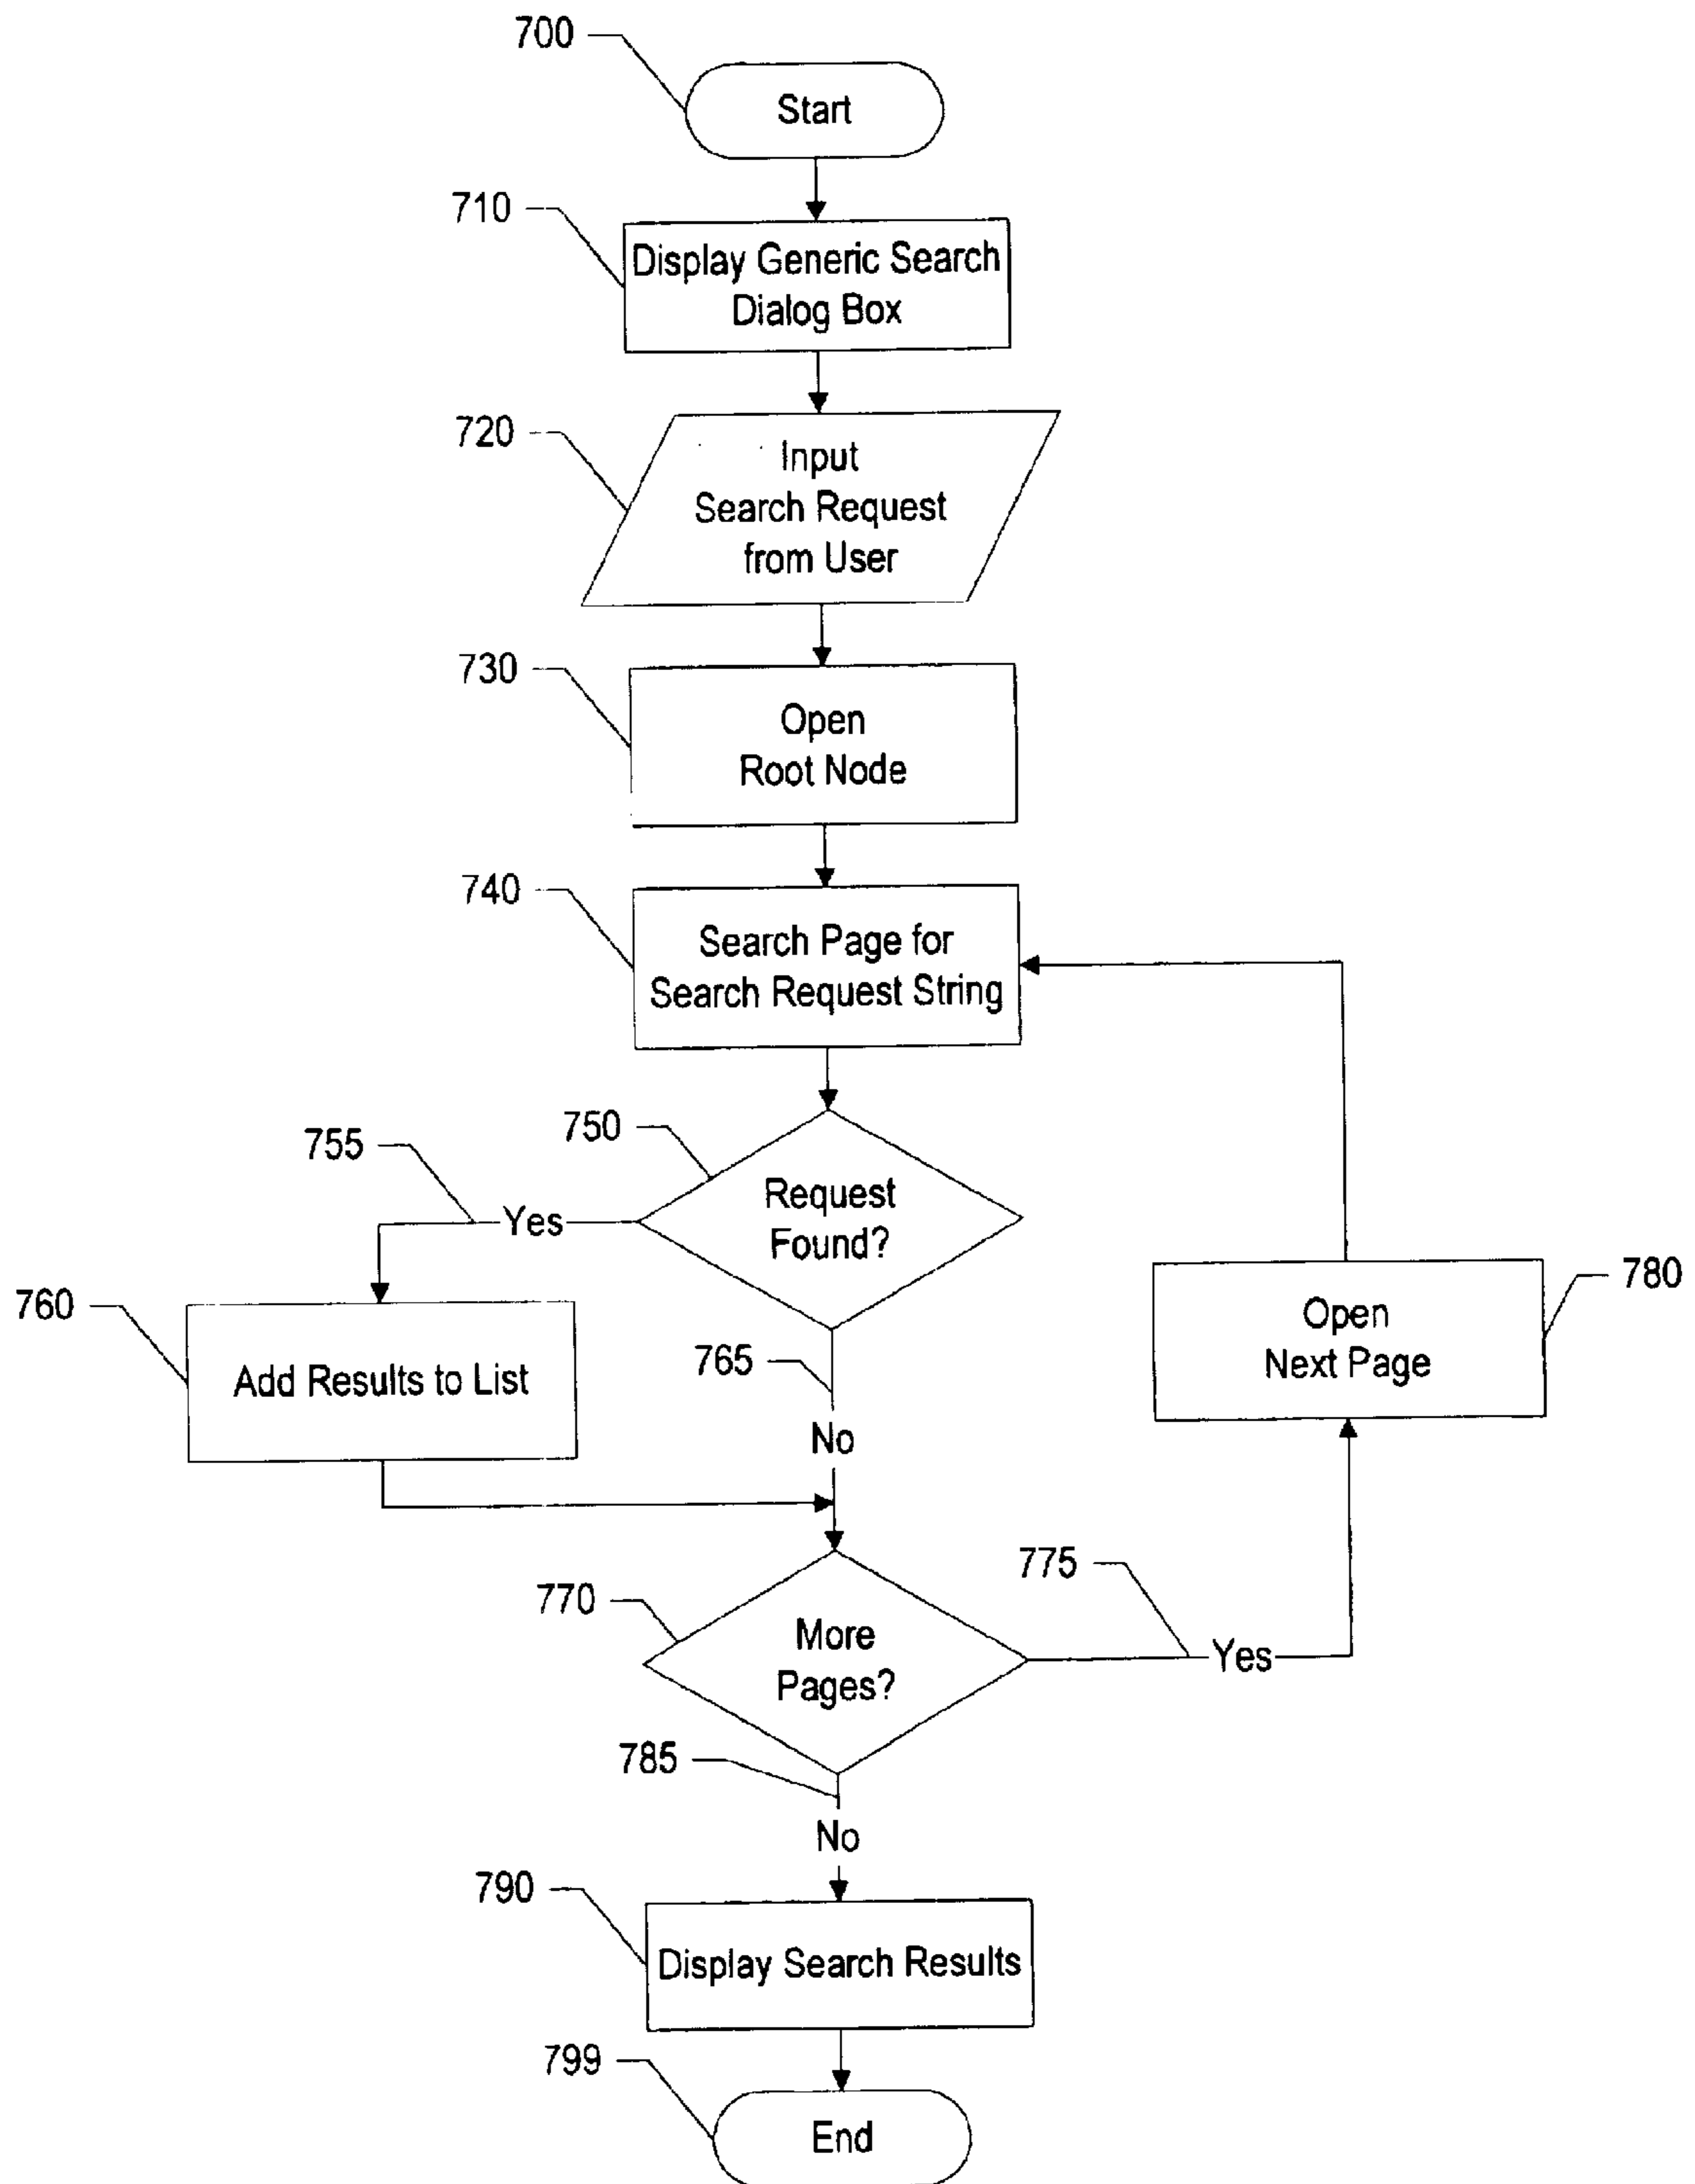 700
Start
710
Display Generic Search
Dialog Box
720
Input
Search Request
from User
730
Open
Root Node
740
Search Page for
Search Request String
750
755
Yes
Request
Found?
760
Add Results to List
765
No
780
Open
Next Page
770
More
Pages?
775
Yes
785
No
790
Display Search Results
799
End